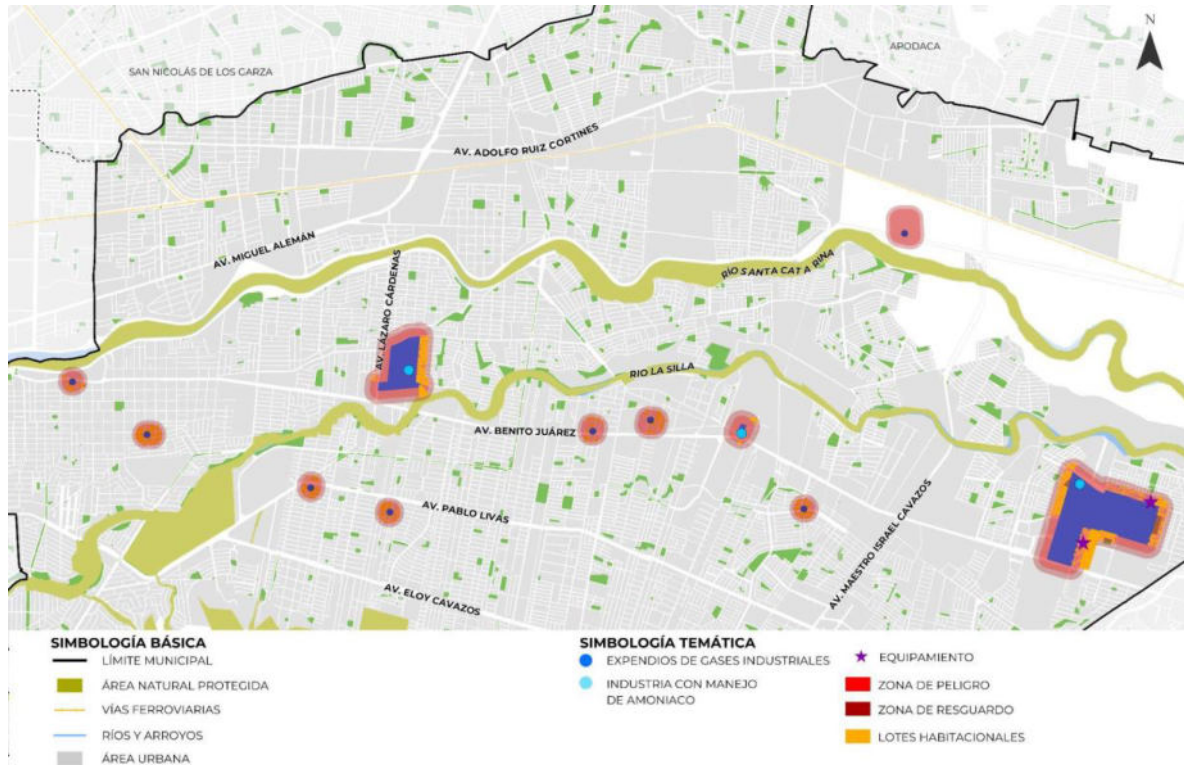 N
APODACA
SAN NICOLÁS DE LOS GARZA
AV. ADOLFO RUIZ CORTINES
AV. MIGUEL ALEMÁN
AV. LÁZARO CÁRDENAS
RÍO SANTA CATARINA
RIO LA SILLA
AV. BENITO JUÁREZ
AV. PABLO LIVAS
AV. MAESTRO ISRAEL CAVAZOS
AV. ELOY CAVAZOS
SIMBOLOGÍA BÁSICA
LÍMITE MUNICIPAL
ÁREA NATURAL PROTEGIDA
VÍAS FERROVIARIAS
RÍOS Y ARROYOS
ÁREA URBANA
SIMBOLOGÍA TEMÁTICA
EXPENDIOS DE GASES INDUSTRIALES
INDUSTRIA CON MANEJO
DE AMONIACO
EQUIPAMIENTO
ZONA DE PELIGRO
ZONA DE RESGUARDO
LOTES HABITACIONALES